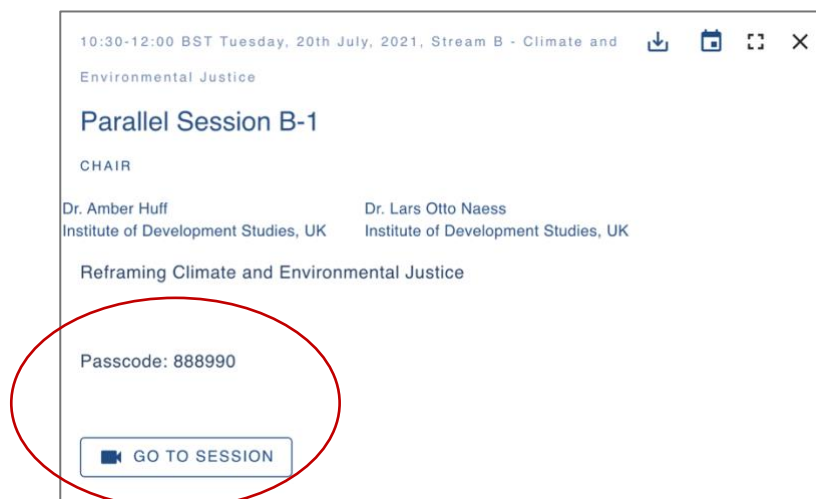 10:30-12:00 BST Tuesday, 20th July, 2021, Stream B - Climate and
Environmental Justice
Parallel Session B-1
CHAIR
Dr. Amber Huff
Institute of Development Studies, UK
Dr. Lars Otto Naess
Institute of Development Studies, UK
Reframing Climate and Environmental Justice
Passcode: 888990
GO TO SESSION